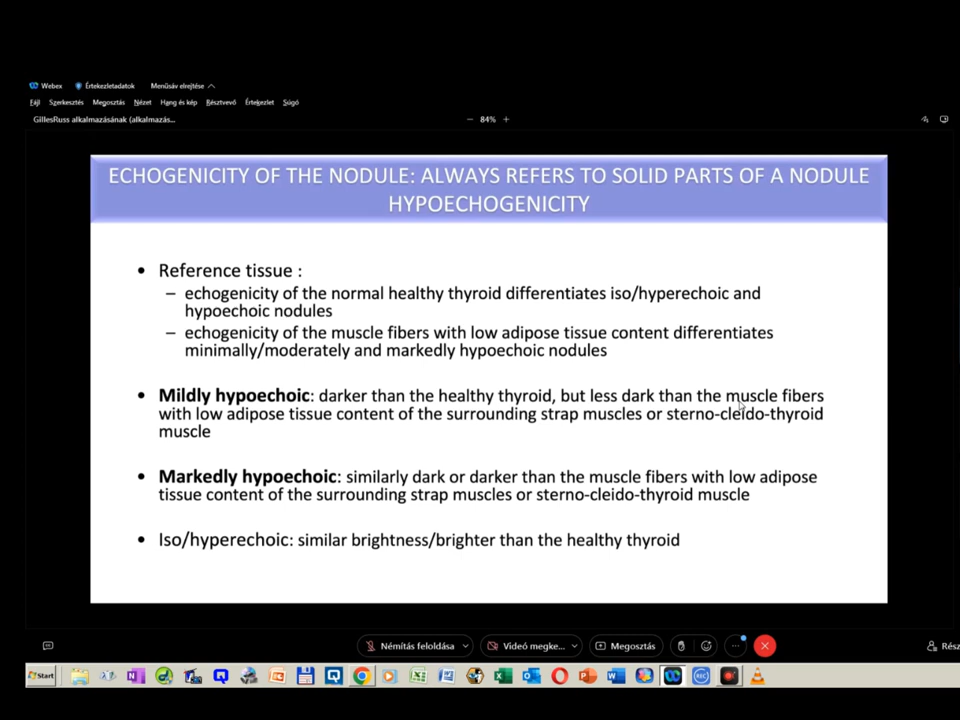 Webex Értekezletadatok Menüsáv elrejtése
Fájl Szerkesztés Megosztás Nézet Hang és kép Résztvevő Értekezlet Súgó
GillesRuss alkalmazásának (alkalmazás... − 84% +
ECHOGENICITY OF THE NODULE: ALWAYS REFERS TO SOLID PARTS OF A NODULE
HYPOECHOGENICITY
• Reference tissue :
– echogenicity of the normal healthy thyroid differentiates iso/hyperechoic and
hypoechoic nodules
– echogenicity of the muscle fibers with low adipose tissue content differentiates
minimally/moderately and markedly hypoechoic nodules
• Mildly hypoechoic: darker than the healthy thyroid, but less dark than the muscle fibers
with low adipose tissue content of the surrounding strap muscles or sterno-cleido-thyroid
muscle
• Markedly hypoechoic: similarly dark or darker than the muscle fibers with low adipose
tissue content of the surrounding strap muscles or sterno-cleido-thyroid muscle
• Iso/hyperechoic: similar brightness/brighter than the healthy thyroid
Némítás feloldása Videó megke... Megosztás Rész
Start REC